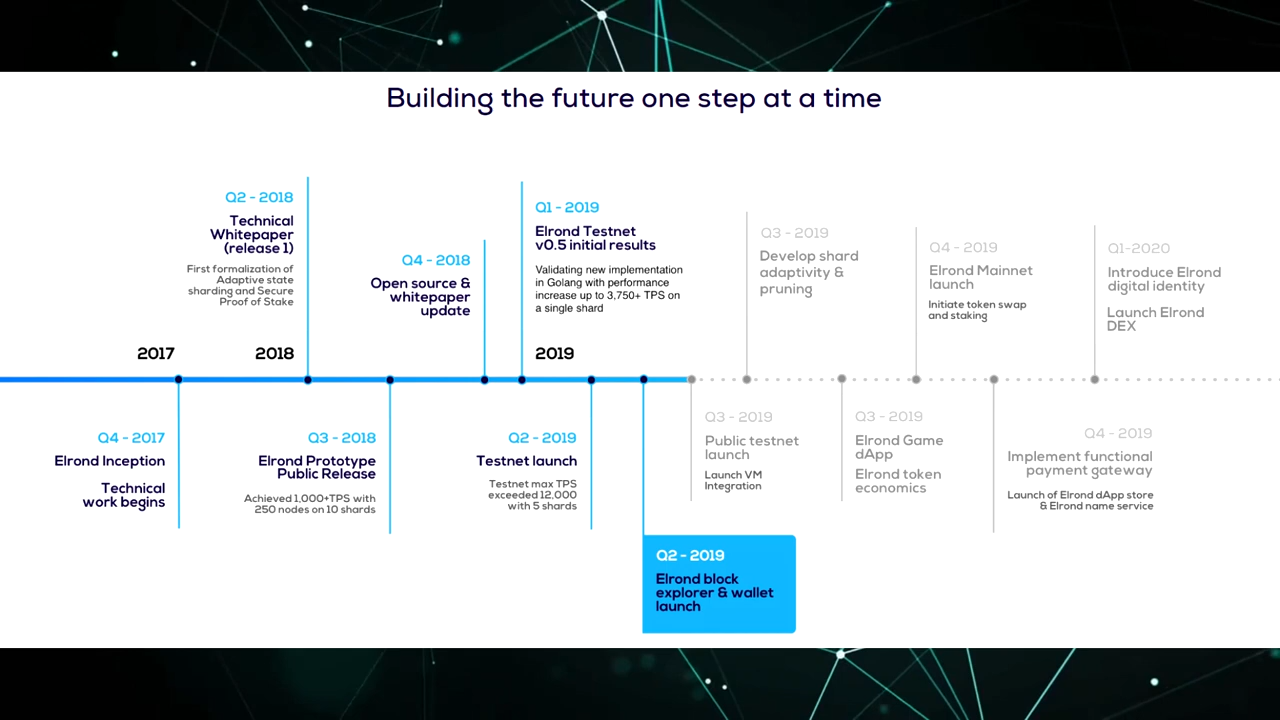 Building the future one step at a time
Q2 - 2018
Technical
Whitepaper
(release 1)
First formalization of
Adaptive state
sharding and Secure
Proof of Stake
Q4 - 2018
Open source &
whitepaper
update
Q1 - 2019
Elrond Testnet
v0.5 initial results
Validating new implementation
in Golang with performance
increase up to 3,750+ TPS on
a single shard
Q3 - 2019
Develop shard
adaptivity &
pruning
Q4 - 2019
Elrond Mainnet
launch
Initiate token swap
and staking
Q1-2020
Introduce Elrond
digital identity
Launch Elrond
DEX
2017
2018
2019
Q4 - 2017
Elrond Inception
Technical
work begins
Q3 - 2018
Elrond Prototype
Public Release
Achieved 1,000+TPS with
250 nodes on 10 shards
Q2 - 2019
Testnet launch
Testnet max TPS
exceeded 12,000
with 5 shards
Q2 - 2019
Elrond block
explorer & wallet
launch
Q3 - 2019
Public testnet
launch
Launch VM
Integration
Q3 - 2019
Elrond Game
dApp
Elrond token
economics
Q4 - 2019
Implement functional
payment gateway
Launch of Elrond dApp store
& Elrond name service